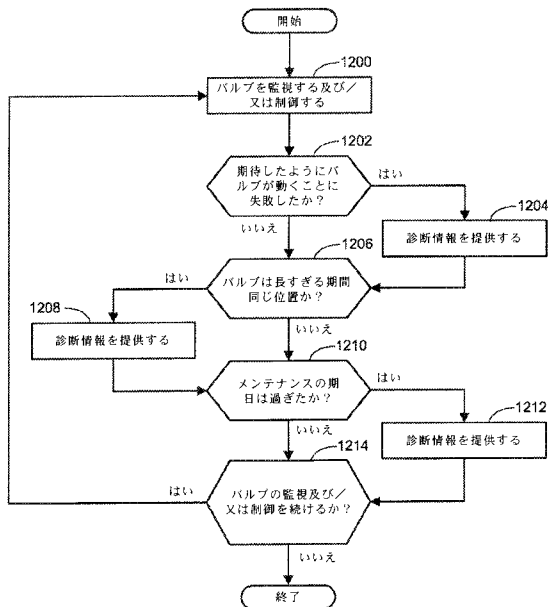 開始
1200
バルブを監視する及び／
又は制御する
1202
期待したようにバ
ルブが動くことに
失敗したか？
はい
いいえ
1204
診断情報を提供する
1206
バルブは長すぎる期間
同じ位置か？
はい
いいえ
1208
診断情報を提供する
1210
メンテナンスの期
日は過ぎたか？
はい
いいえ
1212
診断情報を提供する
1214
バルブの監視及び／
又は制御を続けるか？
はい
いいえ
終了